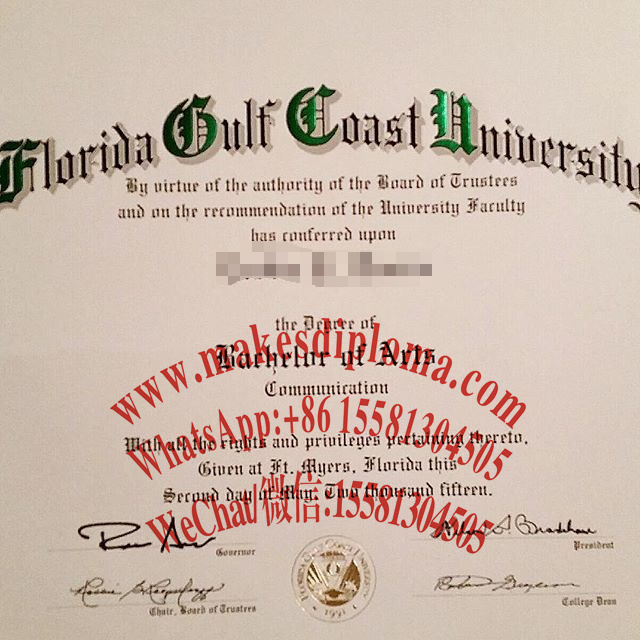 Florida Gulf Coast University
By virtue of the authority of the Board of Trustees
and on the recommendation of the University Faculty
has conferred upon
the Degree of
Bachelor of Arts
www.makesdiploma.com
Communication
WhatsApp:+86 15581304505
With all the rights and privileges pertaining thereto.
Given at Ft. Myers, Florida this
Second day of May, Two thousand fifteen.
WeChat/微信:15581304505
Governor
President
Chair, Board of Trustees
College Dean
1991